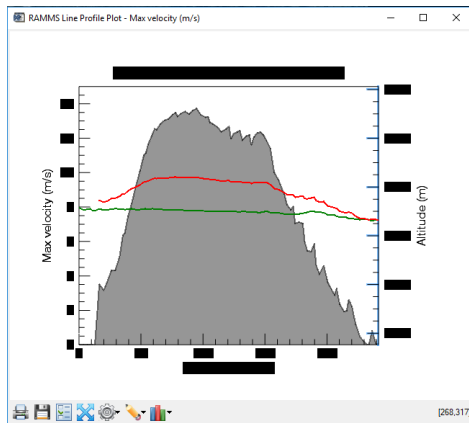 RAMMS Line Profile Plot - Max velocity (m/s)
Max velocity (m/s)
Altitude (m)
[268,317]